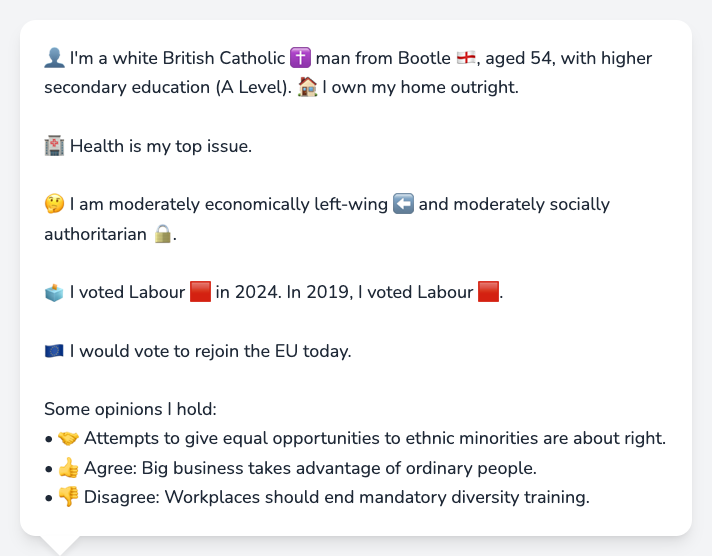 👤 I'm a white British Catholic ✝️ man from Bootle 🏴󠁧󠁢󠁥󠁮󠁧󠁿, aged 54, with higher
secondary education (A Level). 🏠 I own my home outright.
🏥 Health is my top issue.
🤔 I am moderately economically left-wing ⬅️ and moderately socially
authoritarian 🔒.
🗳️ I voted Labour 🟥 in 2024. In 2019, I voted Labour 🟥.
🇪🇺 I would vote to rejoin the EU today.
Some opinions I hold:
• 🤝 Attempts to give equal opportunities to ethnic minorities are about right.
• 👍 Agree: Big business takes advantage of ordinary people.
• 👎 Disagree: Workplaces should end mandatory diversity training.